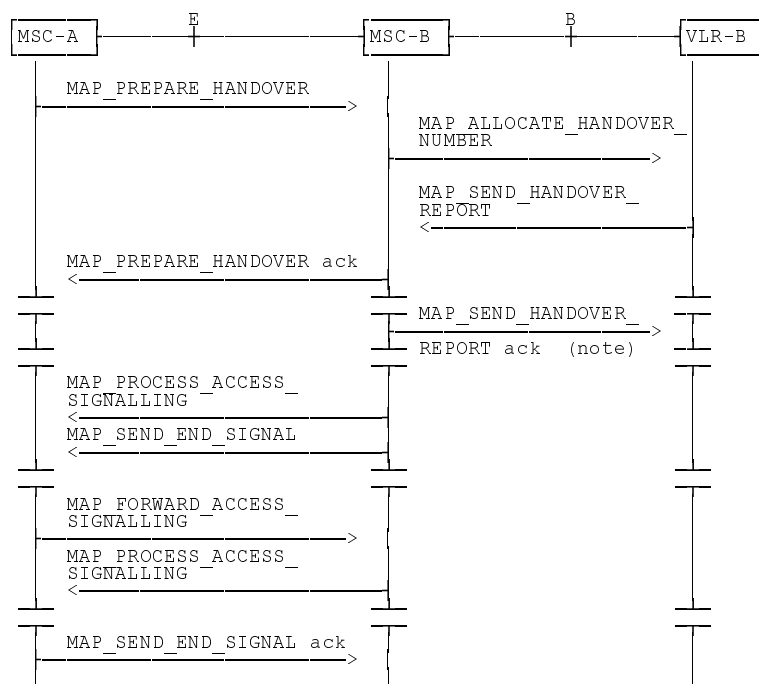 E B
MSC-A MSC-B VLR-B
MAP_PREPARE_HANDOVER
MAP_ALLOCATE_HANDOVER_
NUMBER
MAP_SEND_HANDOVER_
REPORT
MAP_PREPARE_HANDOVER ack
MAP_SEND_HANDOVER_
REPORT ack (note)
MAP_PROCESS_ACCESS_
SIGNALLING
MAP_SEND_END_SIGNAL
MAP_FORWARD_ACCESS_
SIGNALLING
MAP_PROCESS_ACCESS_
SIGNALLING
MAP_SEND_END_SIGNAL ack